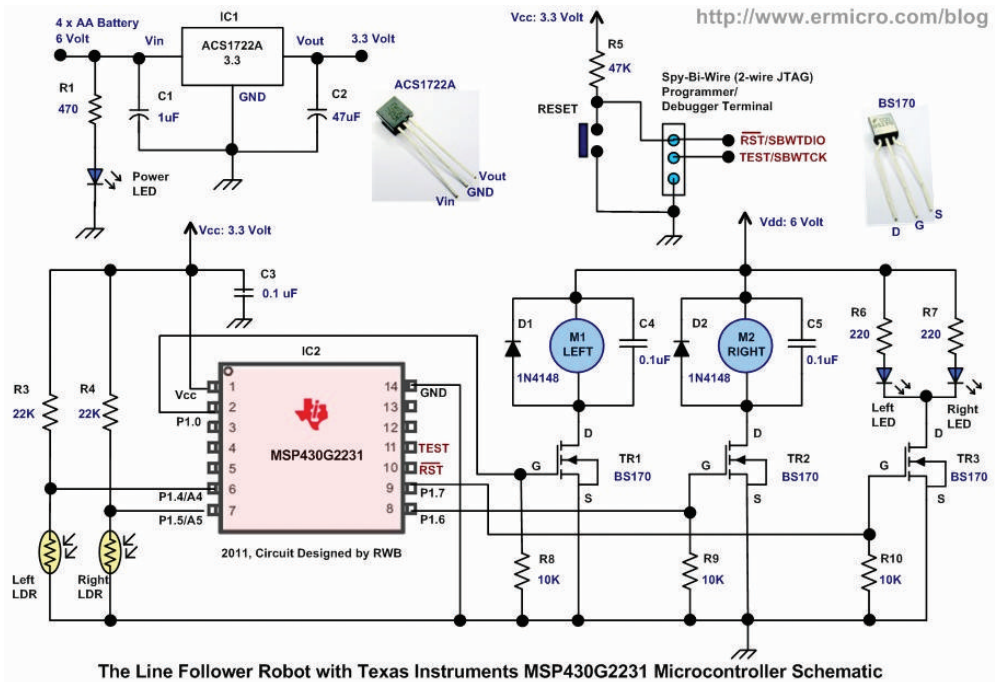 http://www.ermicro.com/blog
4 x AA Battery
6 Volt
Vin
IC1
ACS1722A
3.3
Vout
3.3 Volt
GND
R1
470
C1
1uF
C2
47uF
Power
LED
ACS1722A
Vout
GND
Vin
Vcc: 3.3 Volt
R5
47K
RESET
Spy-Bi-Wire (2-wire JTAG)
Programmer/
Debugger Terminal
RST/SBWTDIO
TEST/SBWTCK
BS170
S
G
D
Vcc: 3.3 Volt
C3
0.1 uF
Vdd: 6 Volt
R3
22K
R4
22K
IC2
MSP430G2231
Vcc
P1.0
P1.4/A4
P1.5/A5
1
2
3
4
5
6
7
14
13
12
11
10
9
8
GND
TEST
RST
P1.7
P1.6
2011, Circuit Designed by RWB
Left
LDR
Right
LDR
D1
1N4148
M1
LEFT
C4
0.1uF
D2
1N4148
M2
RIGHT
C5
0.1uF
R6
220
R7
220
Left
LED
Right
LED
D
G
S
TR1
BS170
D
G
S
TR2
BS170
D
G
S
TR3
BS170
R8
10K
R9
10K
R10
10K
The Line Follower Robot with Texas Instruments MSP430G2231 Microcontroller Schematic